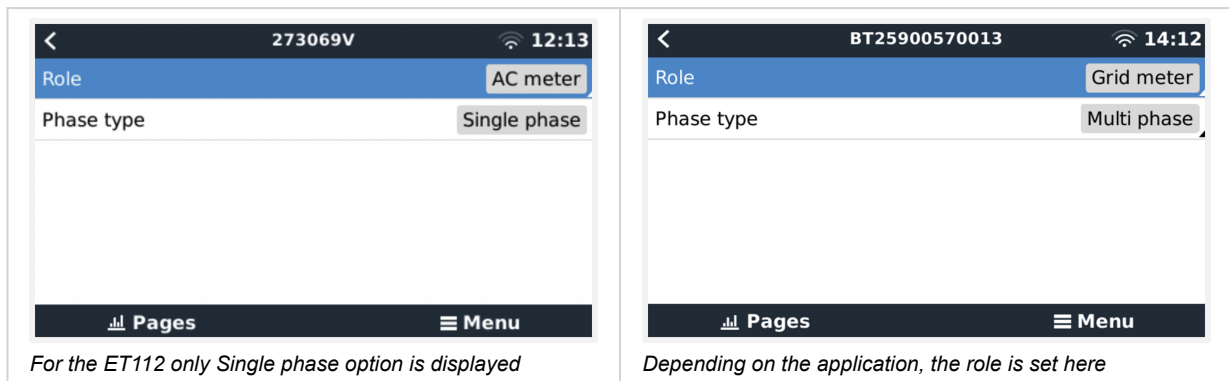 273069V 12:13
Role AC meter
Phase type Single phase
Pages Menu
For the ET112 only Single phase option is displayed
BT25900570013 14:12
Role Grid meter
Phase type Multi phase
Pages Menu
Depending on the application, the role is set here